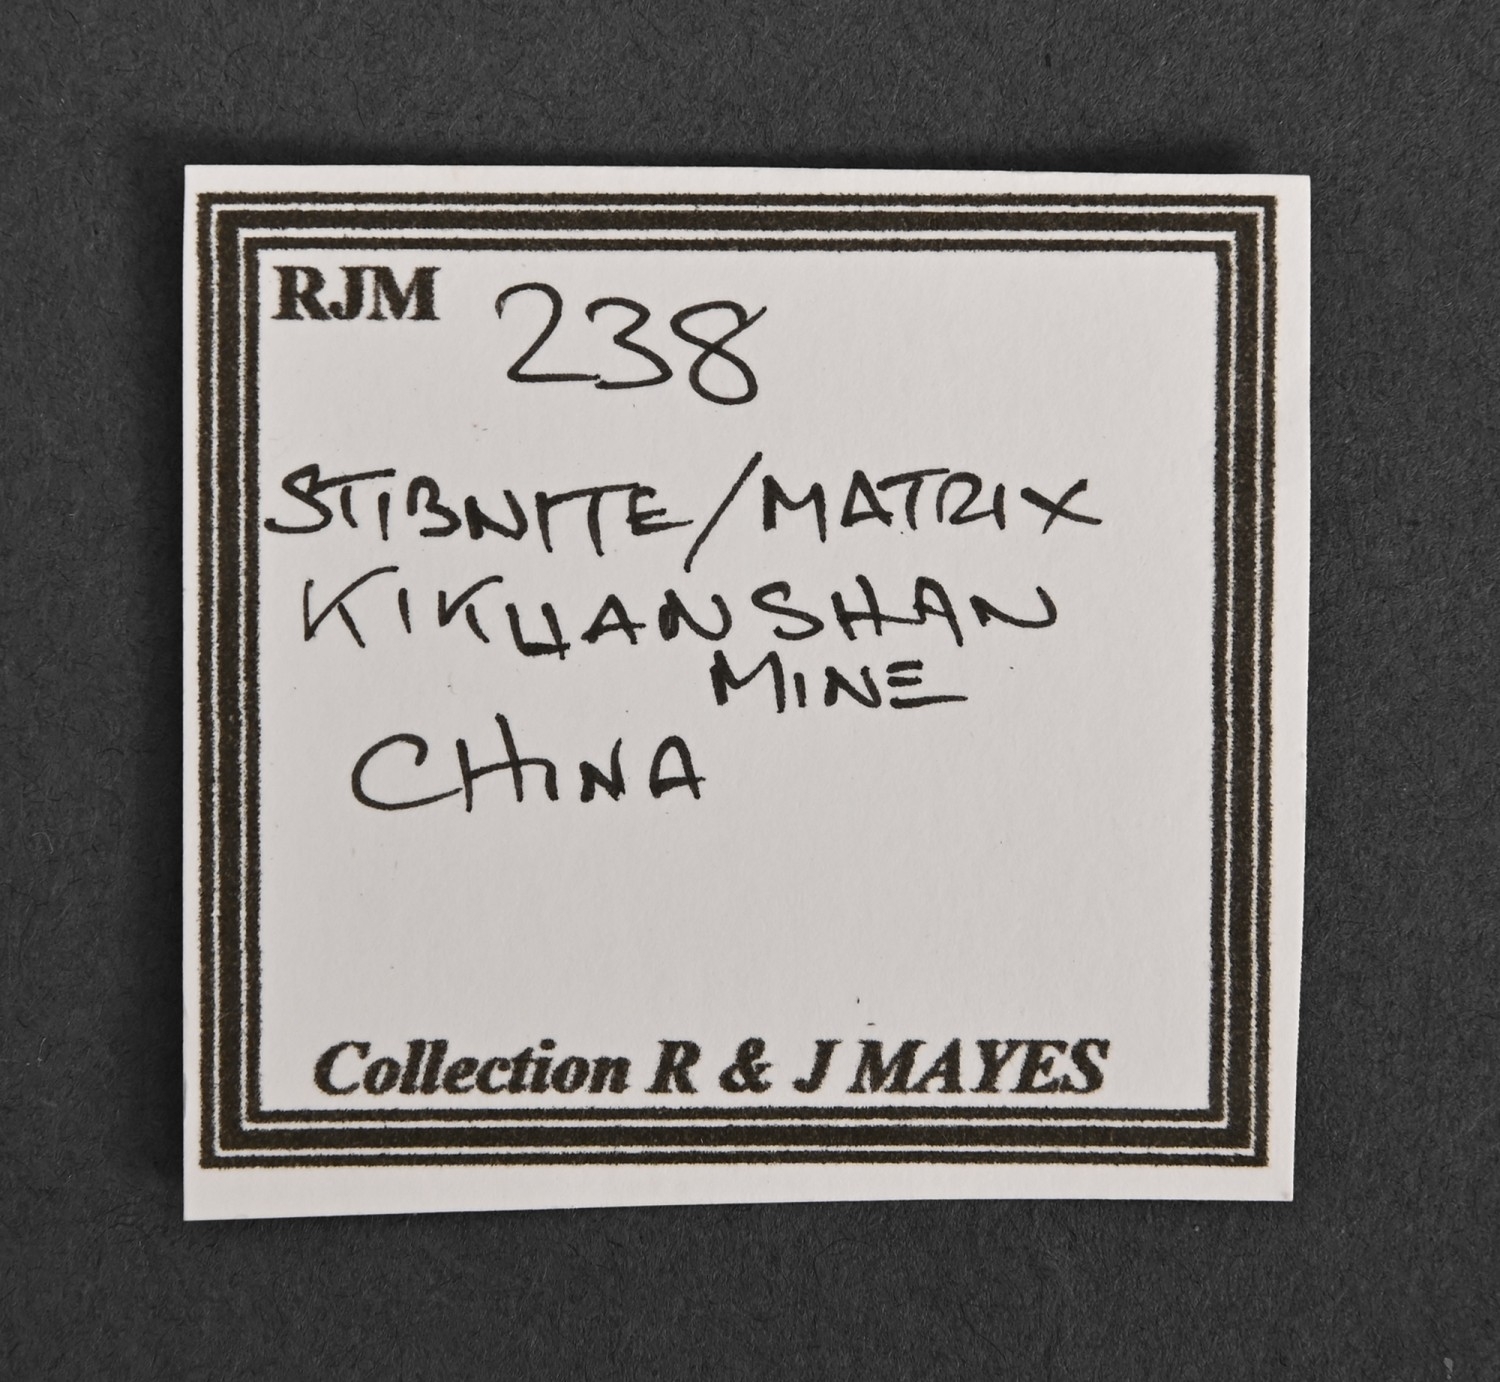 RJM 238
STIBNITE/MATRIX
KIKUANSHAN
MINE
CHINA
Collection R & J MAYES